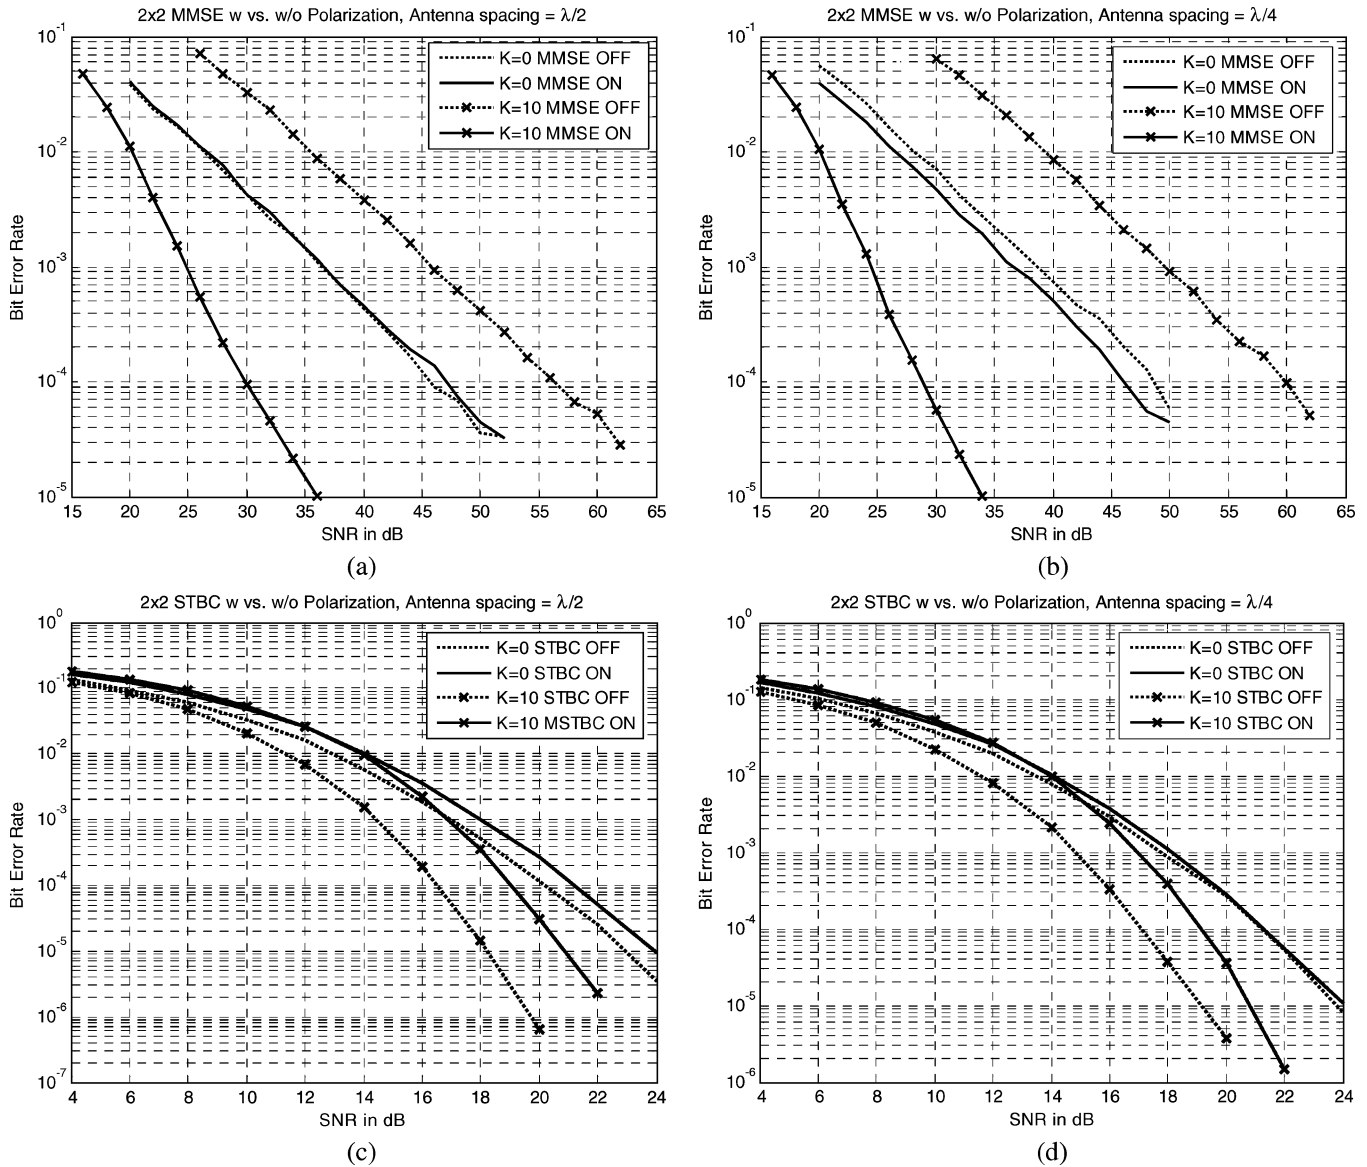 2x2 MMSE w vs. w/o Polarization, Antenna spacing = λ/2
10^-1
10^-2
10^-3
10^-4
10^-5
Bit Error Rate
K=0 MMSE OFF
K=0 MMSE ON
K=10 MMSE OFF
K=10 MMSE ON
15 20 25 30 35 40 45 50 55 60 65
SNR in dB
(a)
2x2 MMSE w vs. w/o Polarization, Antenna spacing = λ/4
10^-1
10^-2
10^-3
10^-4
10^-5
Bit Error Rate
K=0 MMSE OFF
K=0 MMSE ON
K=10 MMSE OFF
K=10 MMSE ON
15 20 25 30 35 40 45 50 55 60 65
SNR in dB
(b)
2x2 STBC w vs. w/o Polarization, Antenna spacing = λ/2
10^0
10^-1
10^-2
10^-3
10^-4
10^-5
10^-6
10^-7
Bit Error Rate
K=0 STBC OFF
K=0 STBC ON
K=10 STBC OFF
K=10 MSTBC ON
4 6 8 10 12 14 16 18 20 22 24
SNR in dB
(c)
2x2 STBC w vs. w/o Polarization, Antenna spacing = λ/4
10^0
10^-1
10^-2
10^-3
10^-4
10^-5
10^-6
Bit Error Rate
K=0 STBC OFF
K=0 STBC ON
K=10 STBC OFF
K=10 STBC ON
4 6 8 10 12 14 16 18 20 22 24
SNR in dB
(d)